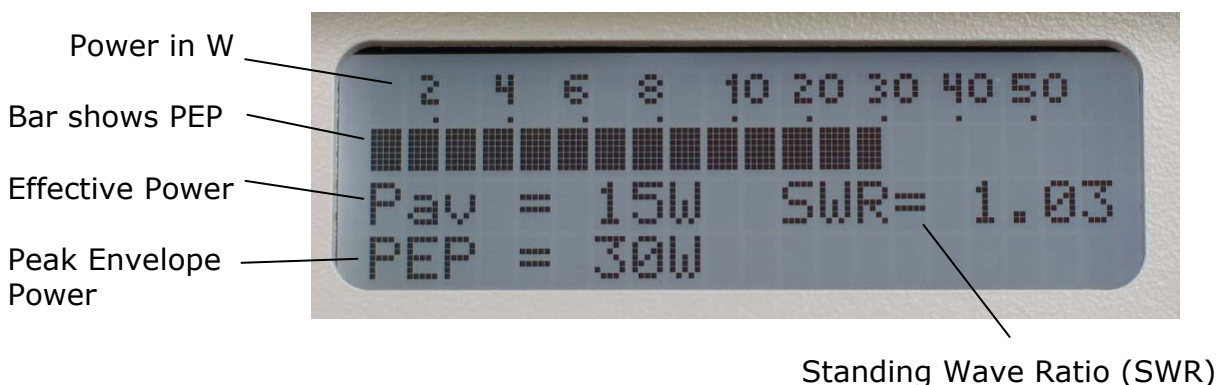 Power in W
2 4 6 8 10 20 30 40 50
Bar shows PEP
Effective Power
Pav = 15W SWR= 1.03
Peak Envelope
Power
PEP = 30W
Standing Wave Ratio (SWR)